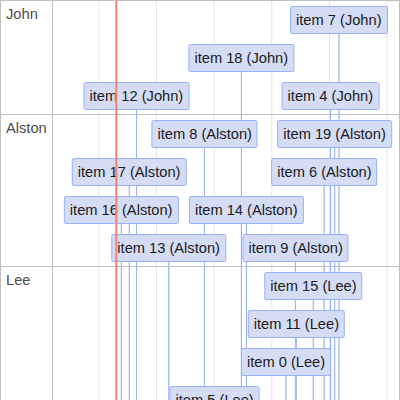 John
item 7 (John)
item 18 (John)
item 12 (John)
item 4 (John)
Alston
item 8 (Alston)
item 19 (Alston)
item 17 (Alston)
item 6 (Alston)
item 16 (Alston)
item 14 (Alston)
item 13 (Alston)
item 9 (Alston)
Lee
item 15 (Lee)
item 11 (Lee)
item 0 (Lee)
item 5 (Lee)